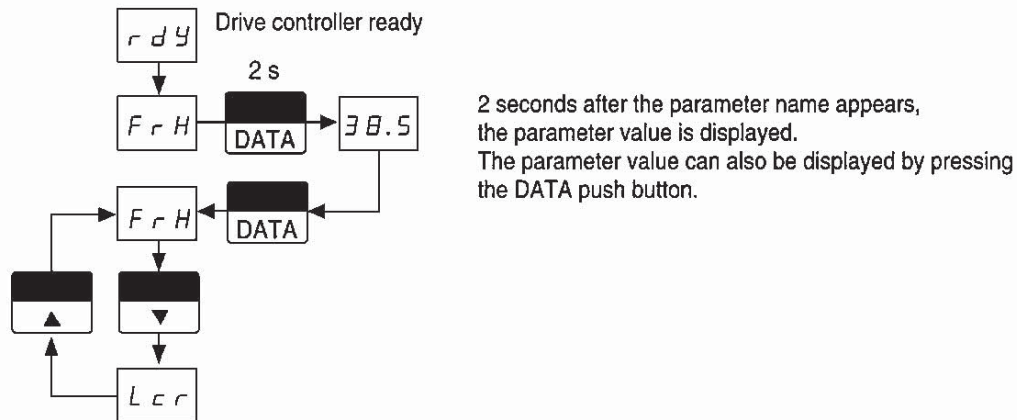 rdY
Drive controller ready
2 s
FrH
DATA
38.5
2 seconds after the parameter name appears,
the parameter value is displayed.
The parameter value can also be displayed by pressing
the DATA push button.
FrH
DATA
▲
▼
Lcr